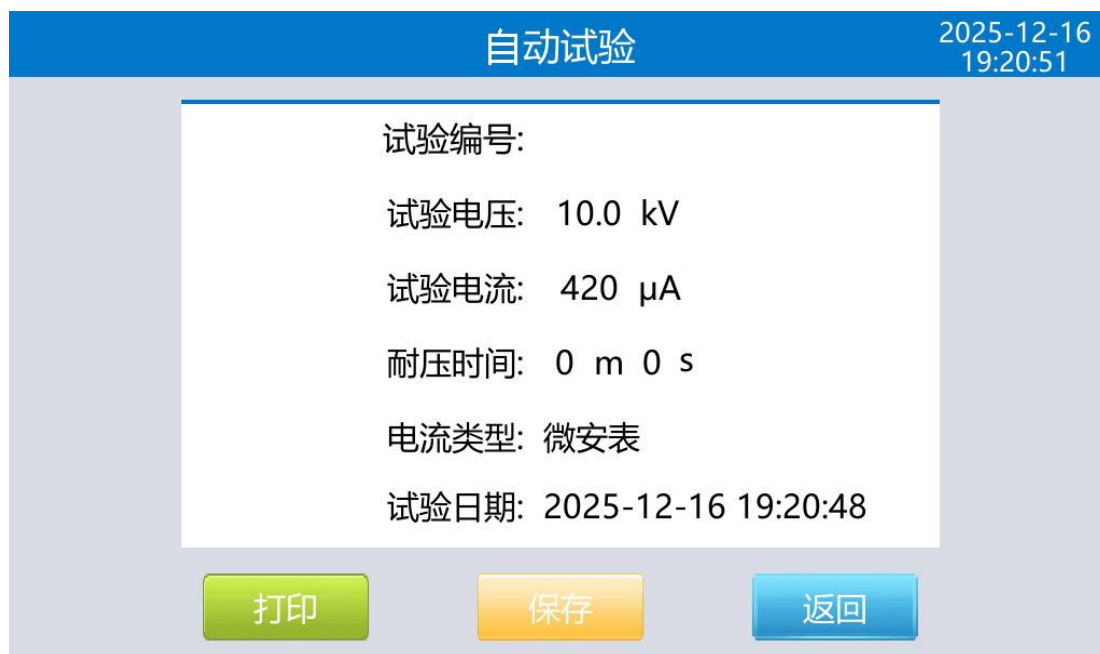 自动试验
2025-12-16
19:20:51
试验编号:
试验电压: 10.0 kV
试验电流: 420 μA
耐压时间: 0 m 0 s
电流类型: 微安表
试验日期: 2025-12-16 19:20:48
打印 保存 返回